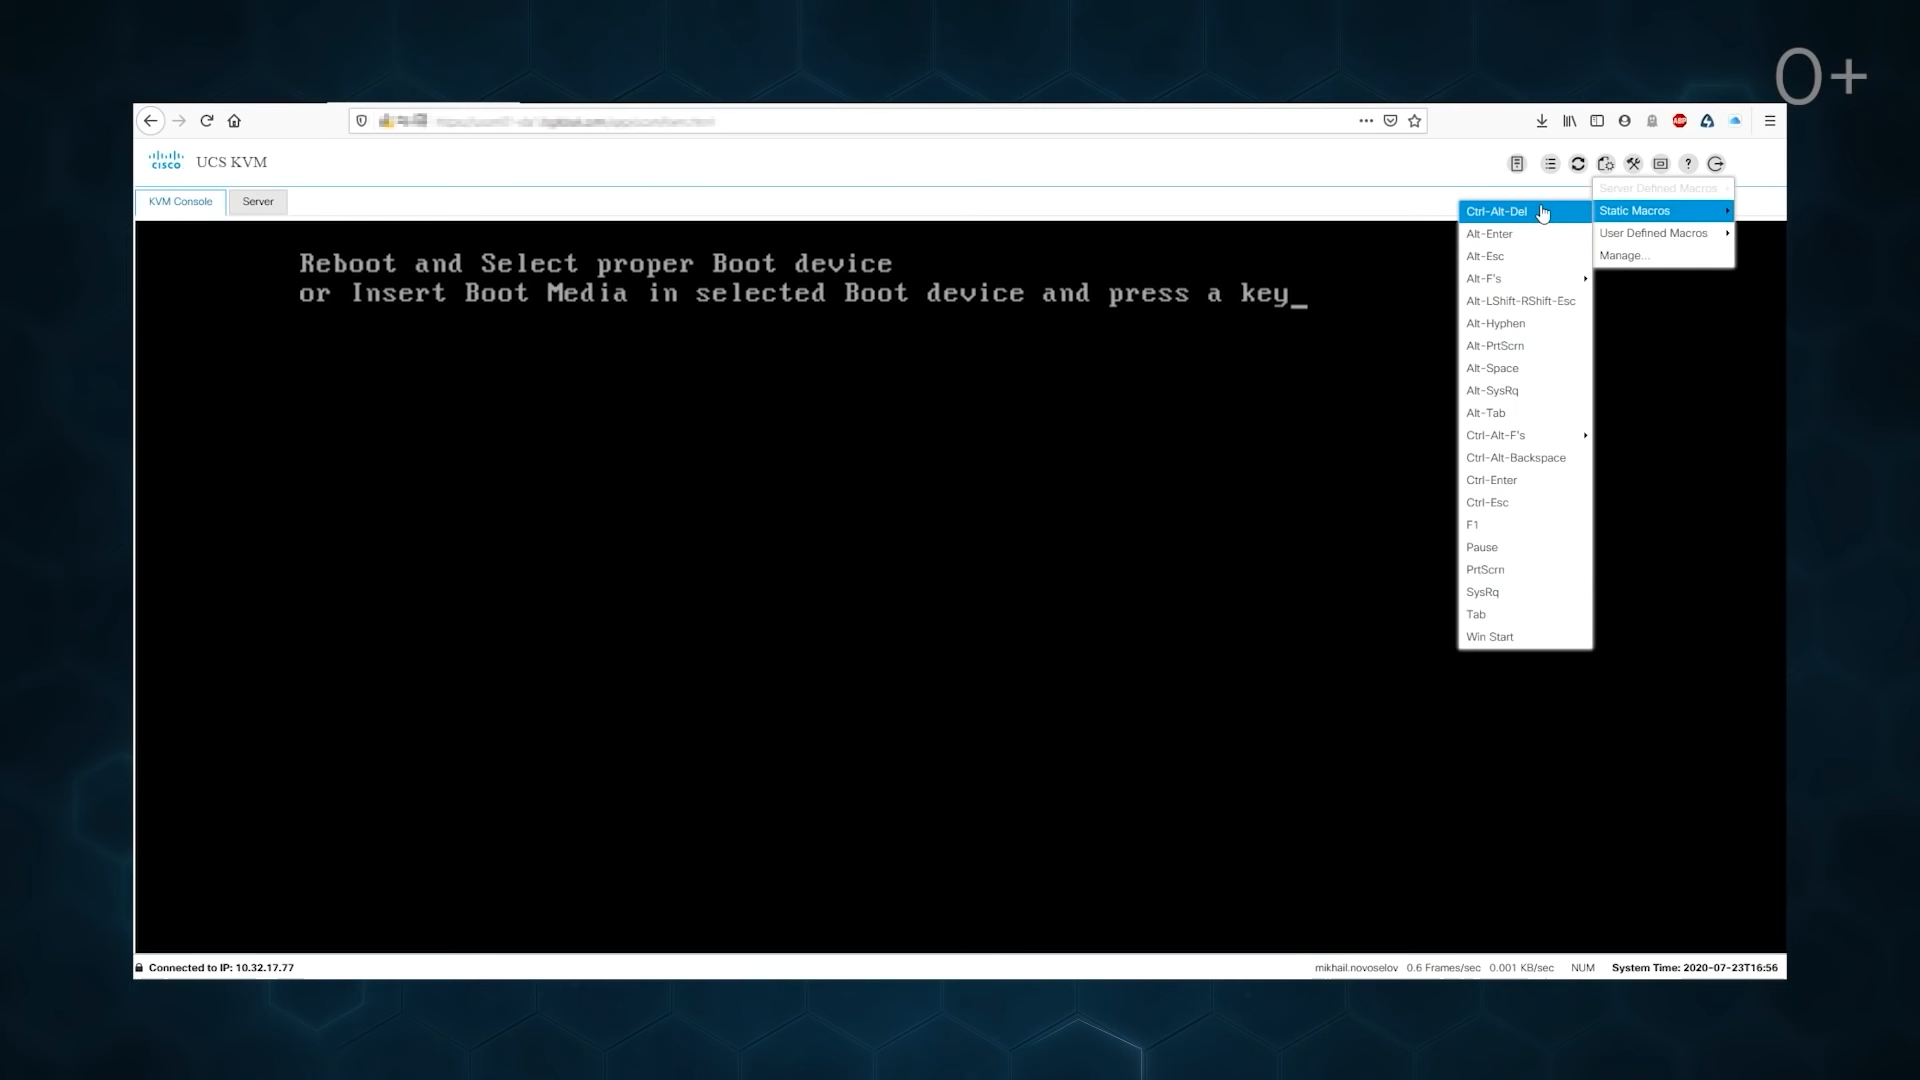 0+
cisco UCS KVM
KVM Console Server
Reboot and Select proper Boot device
or Insert Boot Media in selected Boot device and press a key_
Server Defined Macros
Static Macros
User Defined Macros
Manage...
Ctrl-Alt-Del
Alt-Enter
Alt-Esc
Alt-F's
Alt-LShift-RShift-Esc
Alt-Hyphen
Alt-PrtScrn
Alt-Space
Alt-SysRq
Alt-Tab
Ctrl-Alt-F's
Ctrl-Alt-Backspace
Ctrl-Enter
Ctrl-Esc
F1
Pause
PrtScrn
SysRq
Tab
Win Start
Connected to IP: 10.32.17.77 mikhail.novoselov 0.6 Frames/sec 0.001 KB/sec NUM System Time: 2020-07-23T16:56